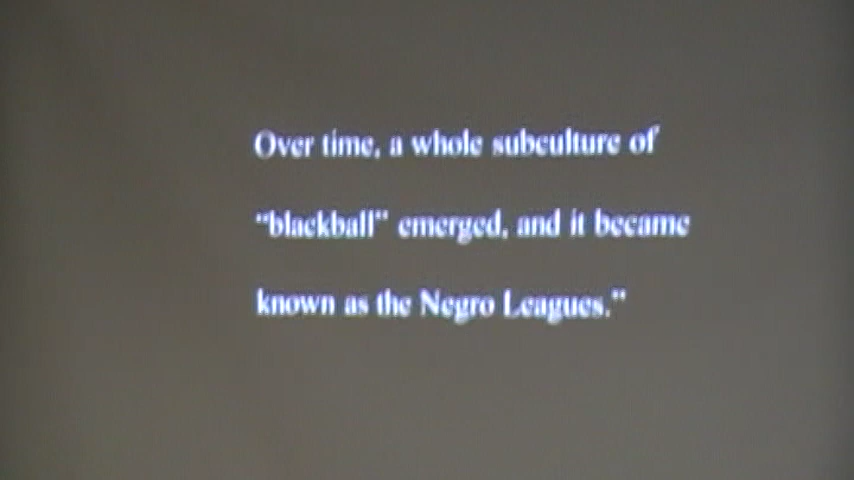 Over time, a whole subculture of
“blackball” emerged, and it became
known as the Negro Leagues.”